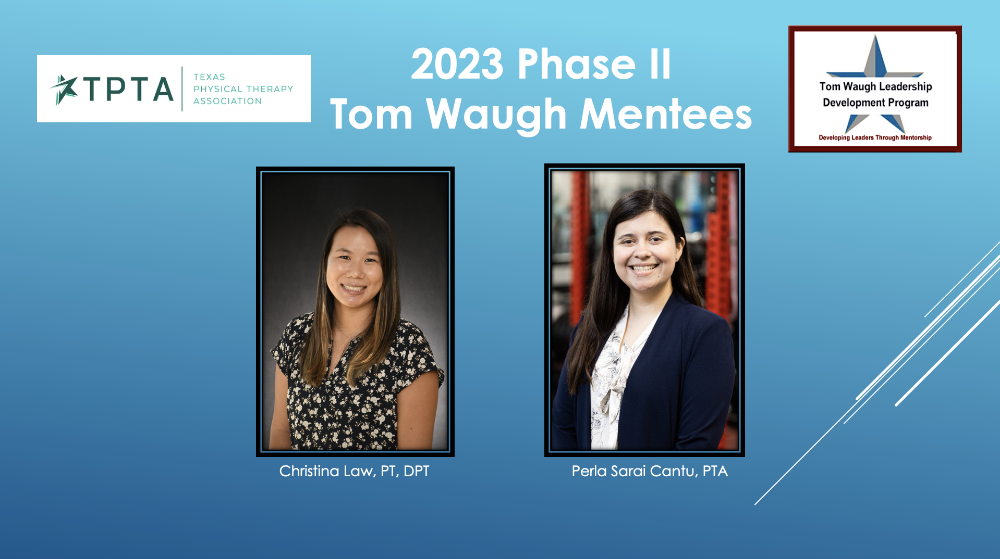 TPTA
TEXAS
PHYSICAL THERAPY
ASSOCIATION
2023 Phase II
Tom Waugh Mentees
Tom Waugh Leadership
Development Program
Developing Leaders Through Mentorship
Christina Law, PT, DPT
Perla Sarai Cantu, PTA